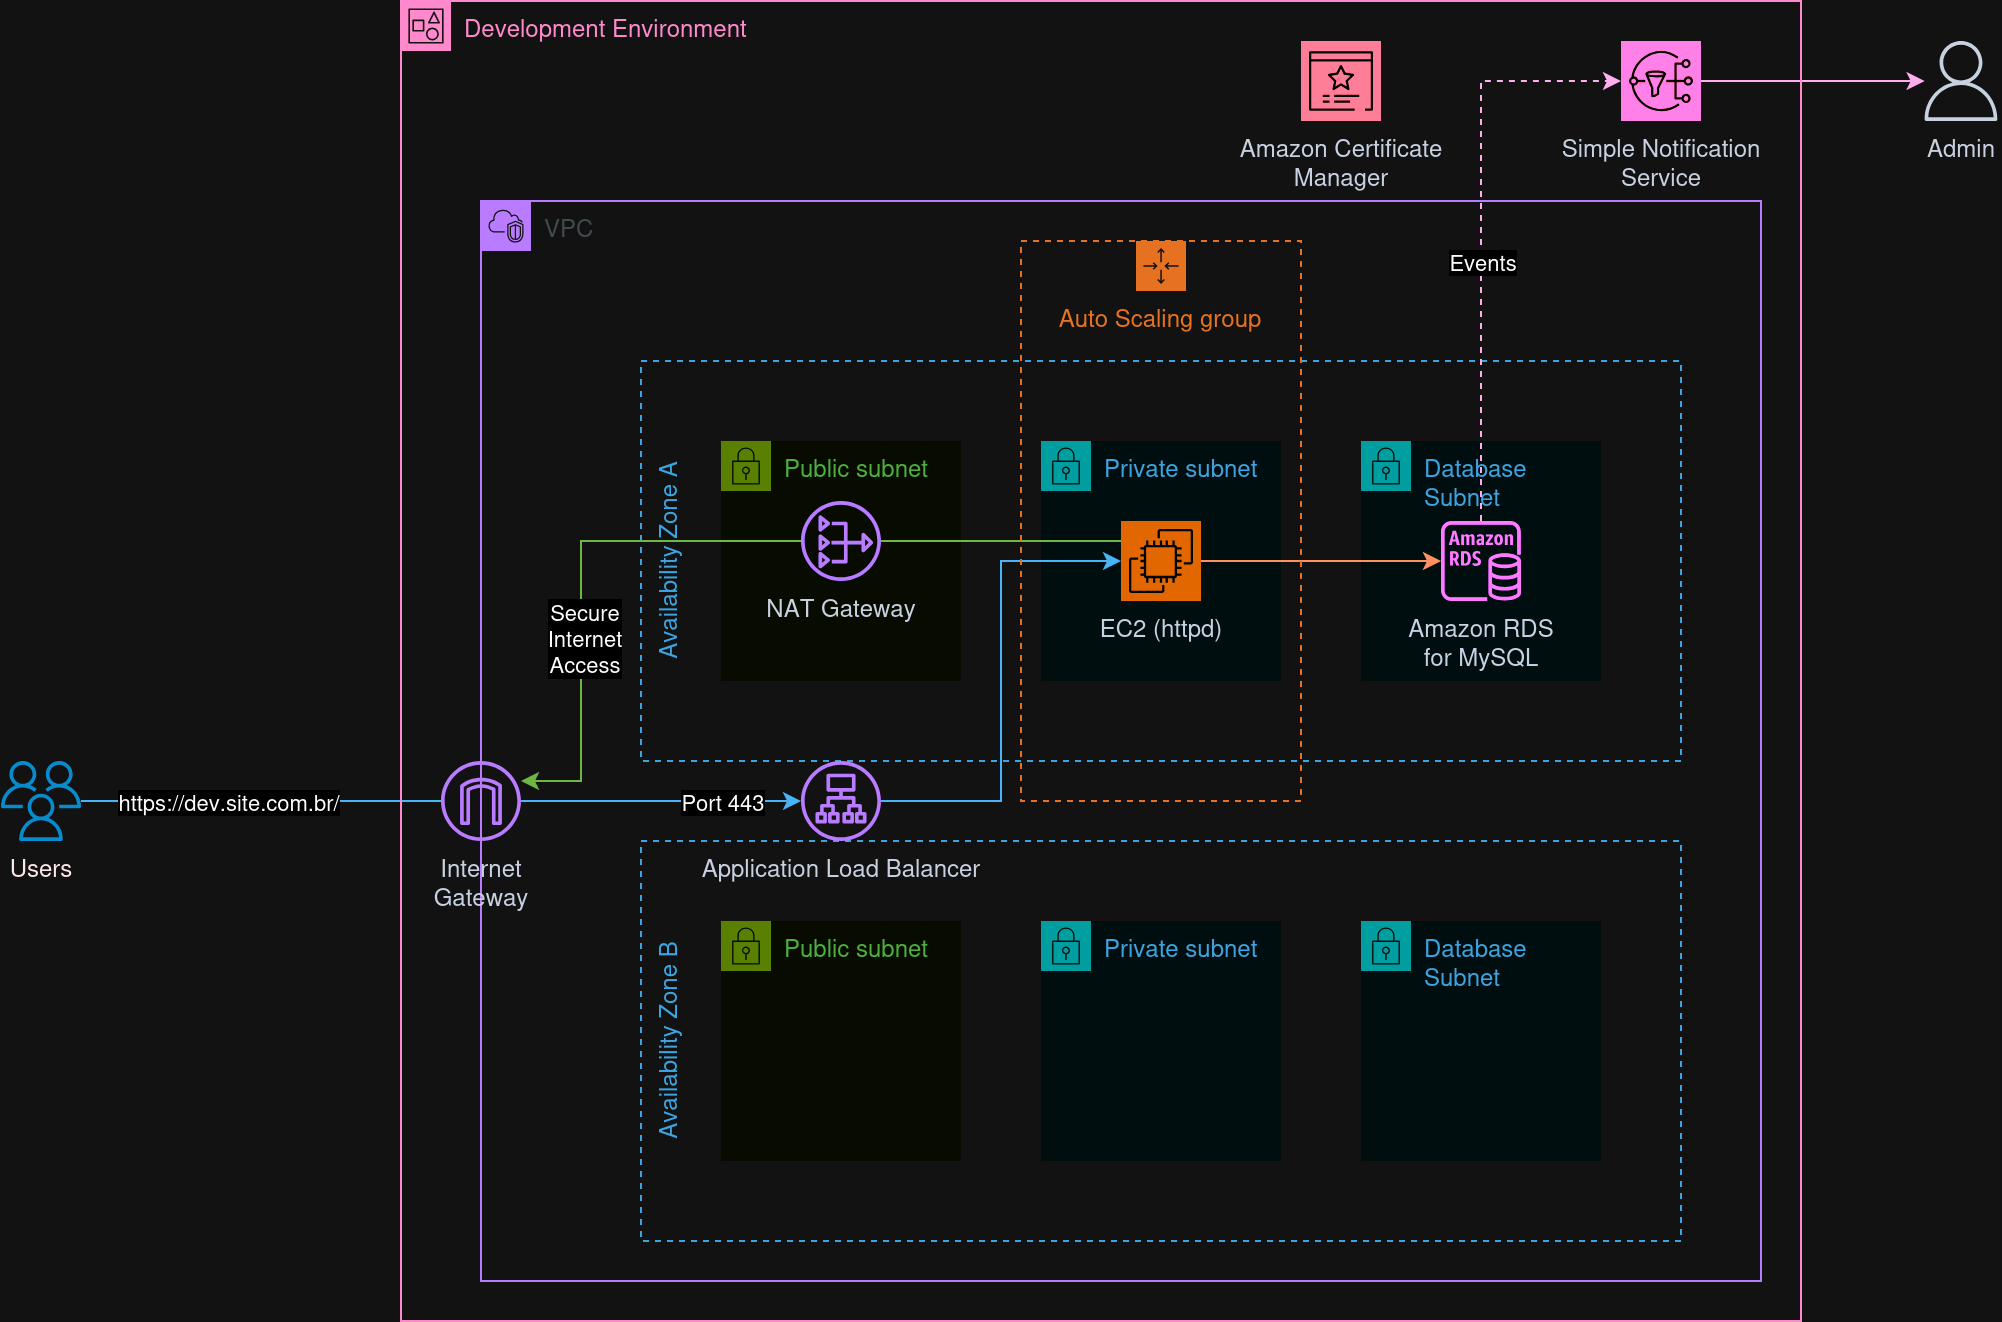 Development Environment
Amazon Certificate
Manager
Simple Notification
Service
Admin
VPC
Events
Auto Scaling group
Availability Zone A
Public subnet
NAT Gateway
Private subnet
EC2 (httpd)
Database
Subnet
Amazon
RDS
Amazon RDS
for MySQL
Secure
Internet
Access
https://dev.site.com.br/
Port 443
Users
Internet
Gateway
Application Load Balancer
Availability Zone B
Public subnet
Private subnet
Database
Subnet